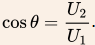 cos θ = U₂/U₁.